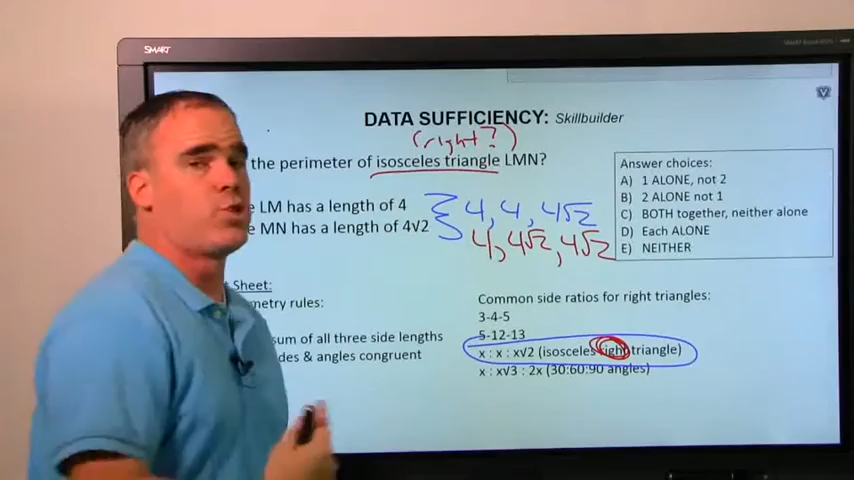 SMART
DATA SUFFICIENCY: Skillbuilder
(right?)
the perimeter of isosceles triangle LMN?
LM has a length of 4
MN has a length of 4√2
4, 4, 4√2
4, 4√2, 4√2
Answer choices:
A) 1 ALONE, not 2
B) 2 ALONE not 1
C) BOTH together, neither alone
D) Each ALONE
E) NEITHER
Sheet:
rules:
sum of all three side lengths
& angles congruent
Common side ratios for right triangles:
3-4-5
5-12-13
x : x : x√2 (isosceles right triangle)
x : x√3 : 2x (30:60:90 angles)